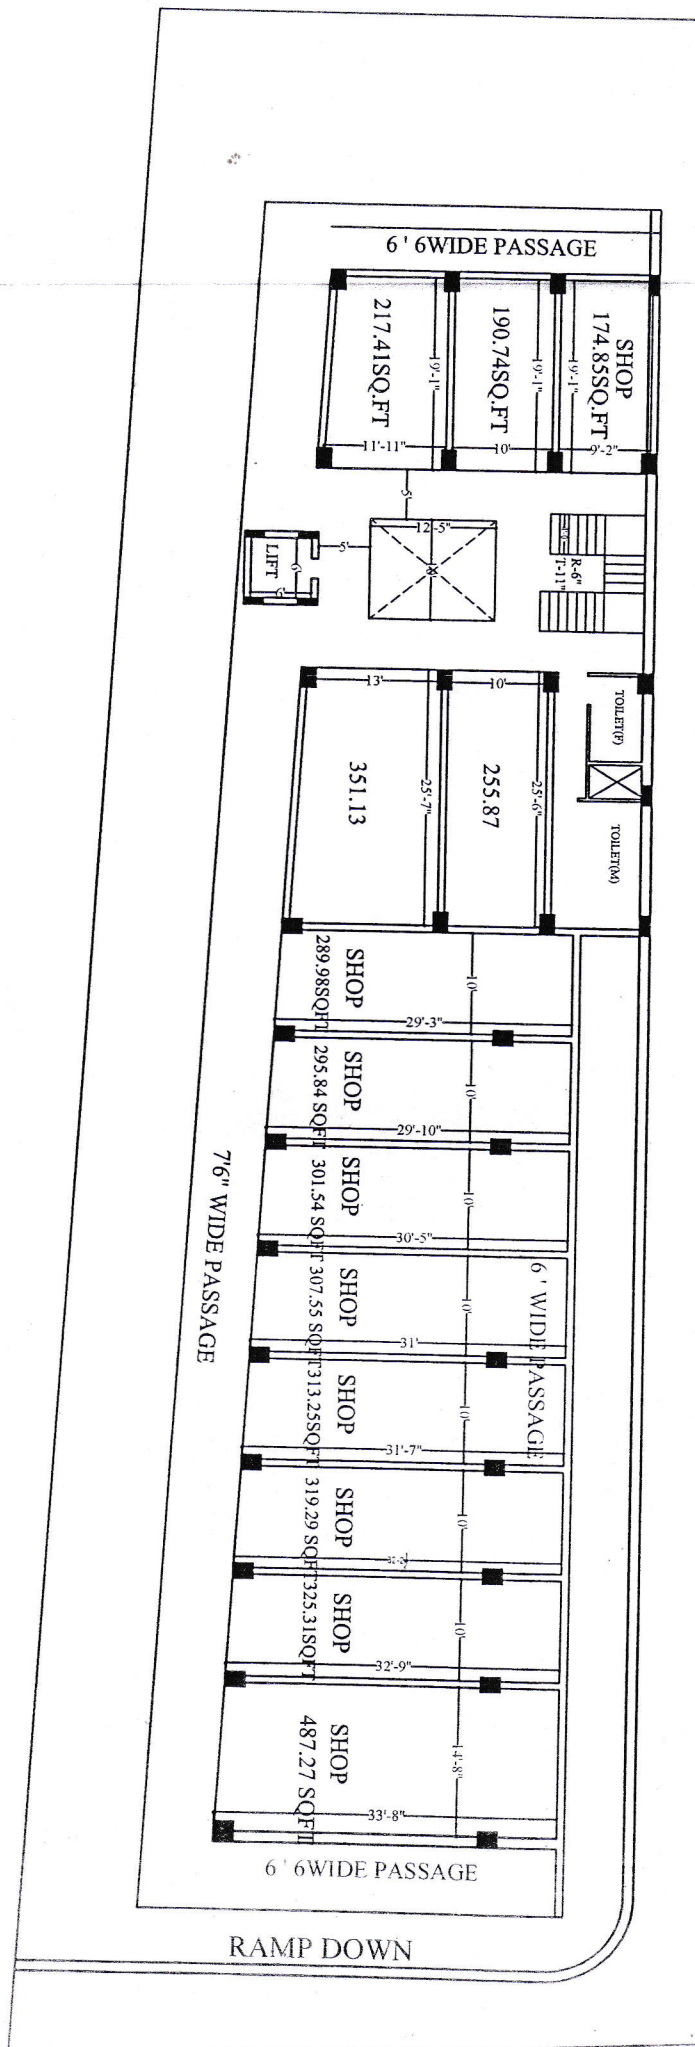 6 ' 6WIDE PASSAGE
SHOP
174.85SQ.FT
190.74SQ.FT
217.41SQ.FT
19'-1"
19'-1"
19'-1"
11'-11"
10'
9'-2"
5'
12'-5"
5'
LIFT
6'
6'
R-6"
T-11"
TOILET(F)
13'
10'
351.13
255.87
25'-7"
25'-6"
TOILET(M)
SHOP
289.98SQFT
10'
29'-3"
SHOP
295.84 SQFT
10'
29'-10"
SHOP
301.54 SQFT
10'
30'-5"
SHOP
307.55 SQFT
10'
31'
SHOP
313.25SQFT
10'
31'-7"
SHOP
319.29 SQFT
10'
SHOP
325.31SQFT
10'
32'-9"
SHOP
487.27 SQFT
14'-8"
33'-8"
7'6" WIDE PASSAGE
6 ' WIDE PASSAGE
6 ' 6WIDE PASSAGE
RAMP DOWN